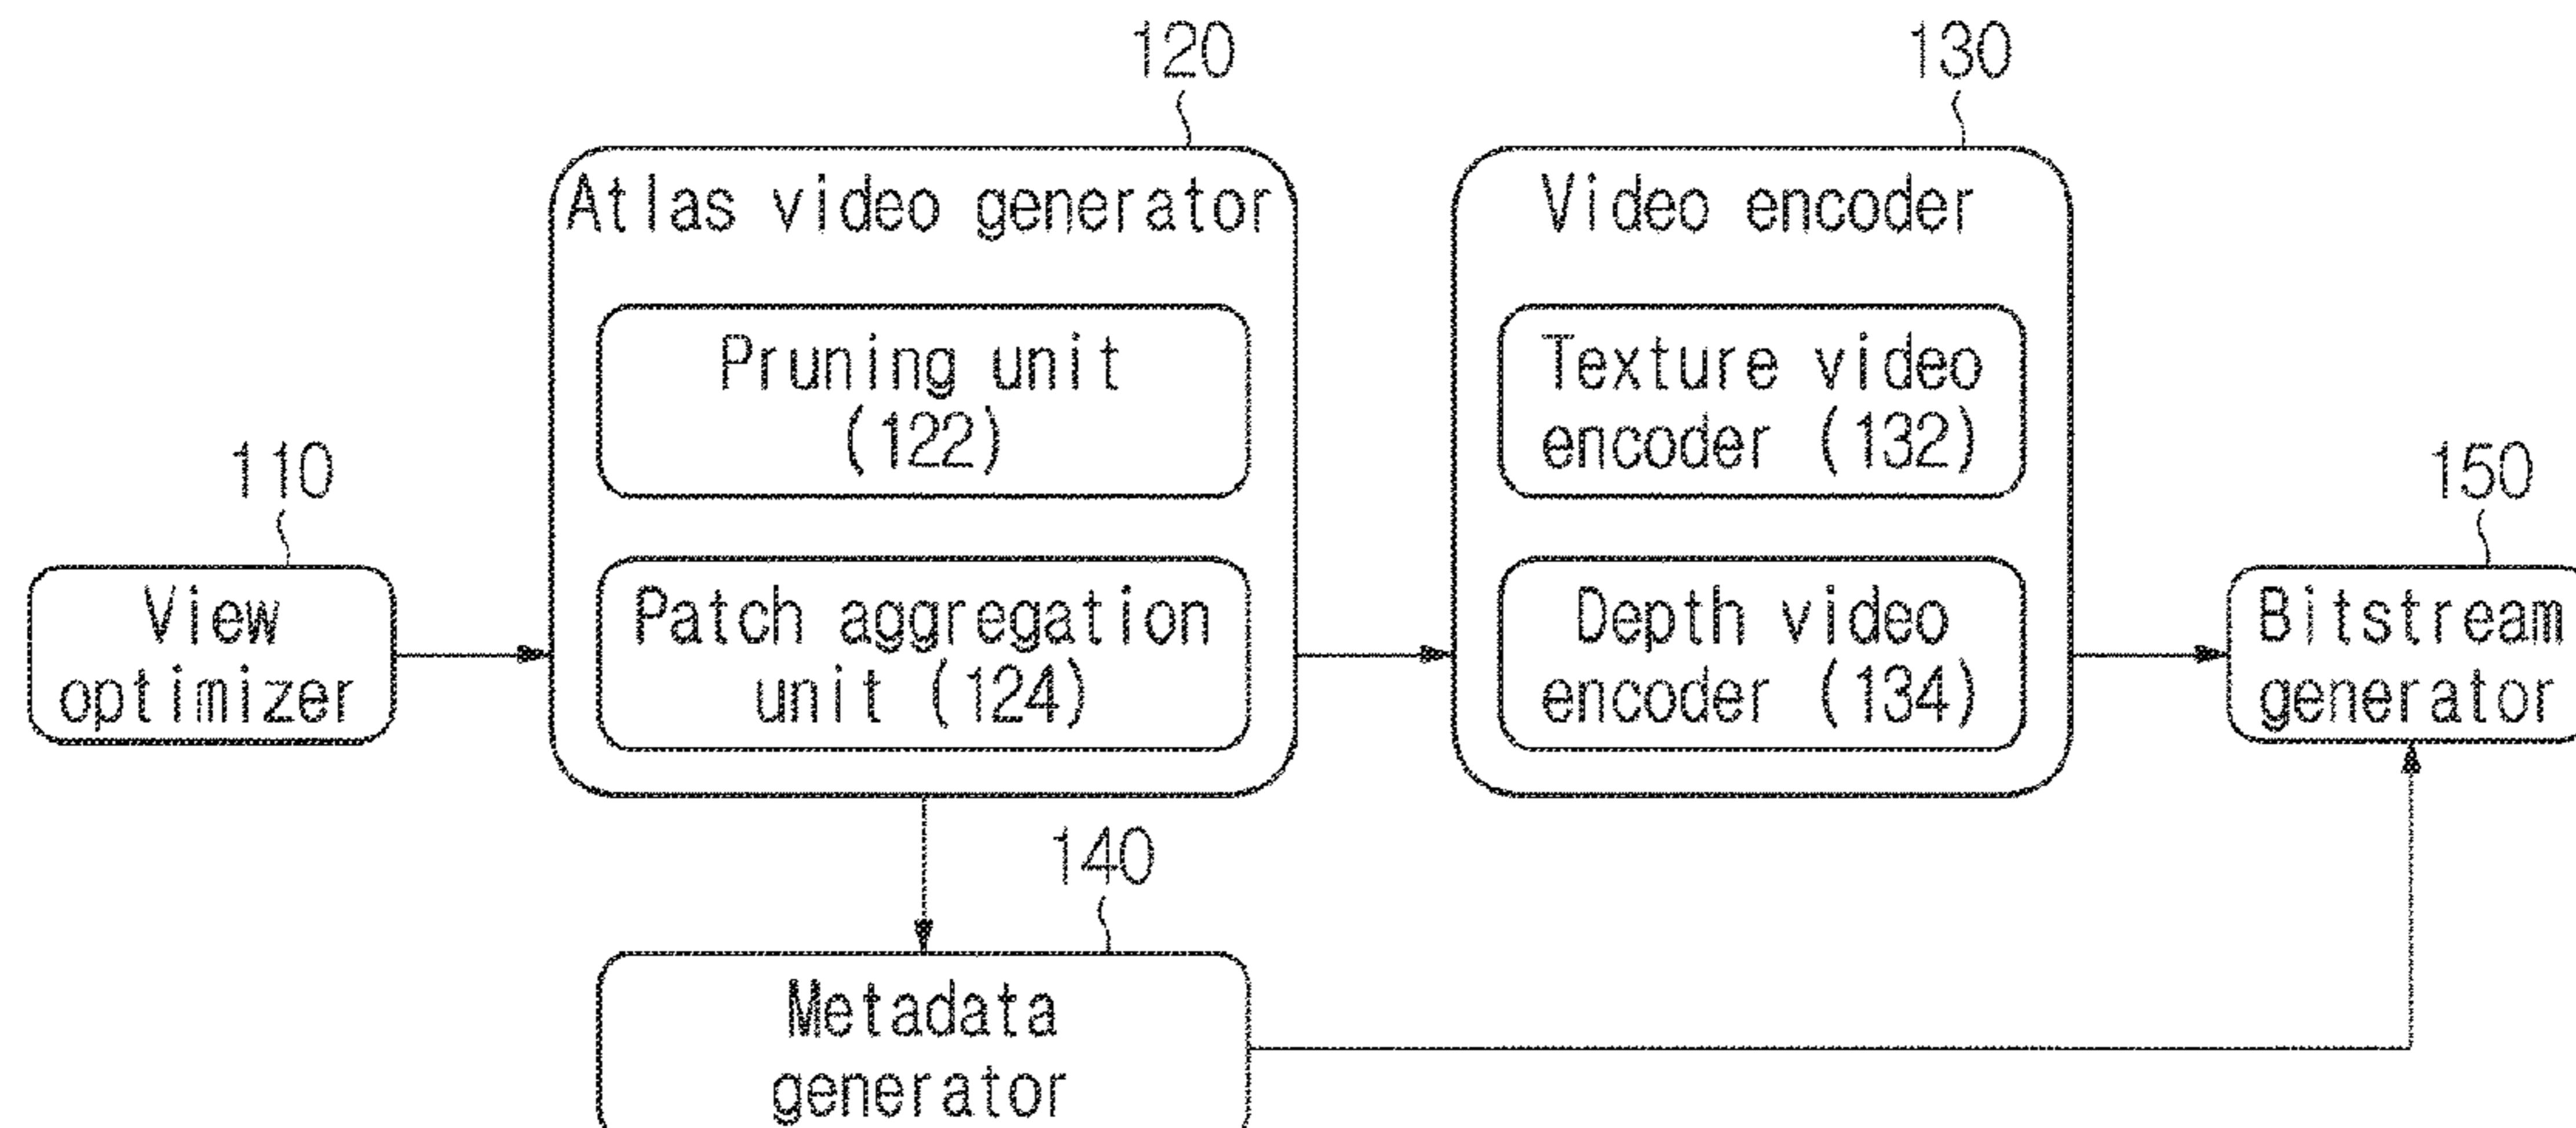 120
130
Atlas video generator
Video encoder
Pruning unit
(122)
Texture video
encoder (132)
110
150
View
optimizer
Patch aggregation
unit (124)
Depth video
encoder (134)
Bitstream
generator
140
Metadata
generator